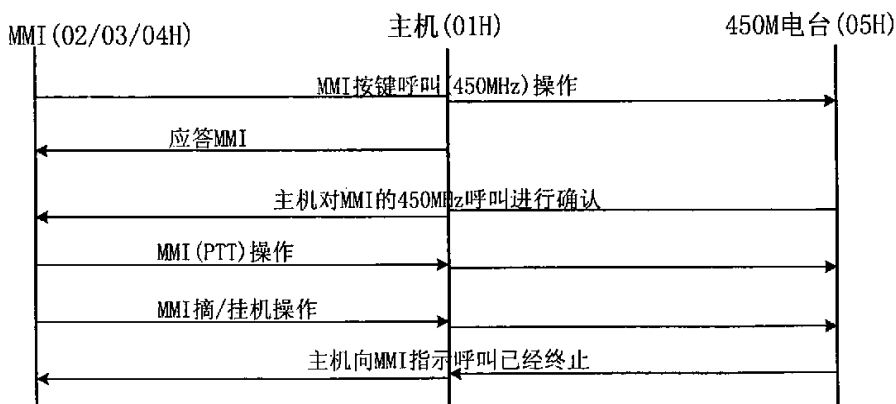 MMI(02/03/04H)
主机(01H)
450M电台(05H)
MMI按键呼叫(450MHz)操作
应答MMI
主机对MMI的450MHz呼叫进行确认
MMI(PTT)操作
MMI摘/挂机操作
主机向MMI指示呼叫已经终止